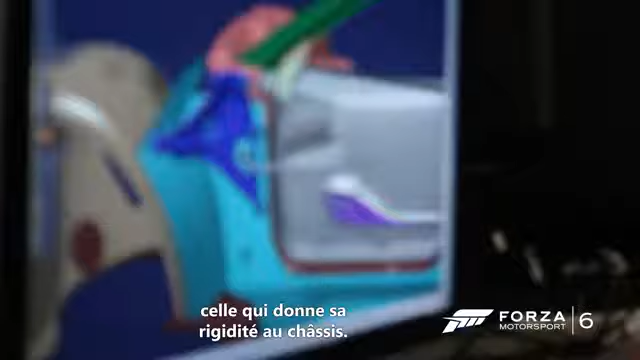 celle qui donne sa
rigidité au châssis.
FORZA
MOTORSPORT
6